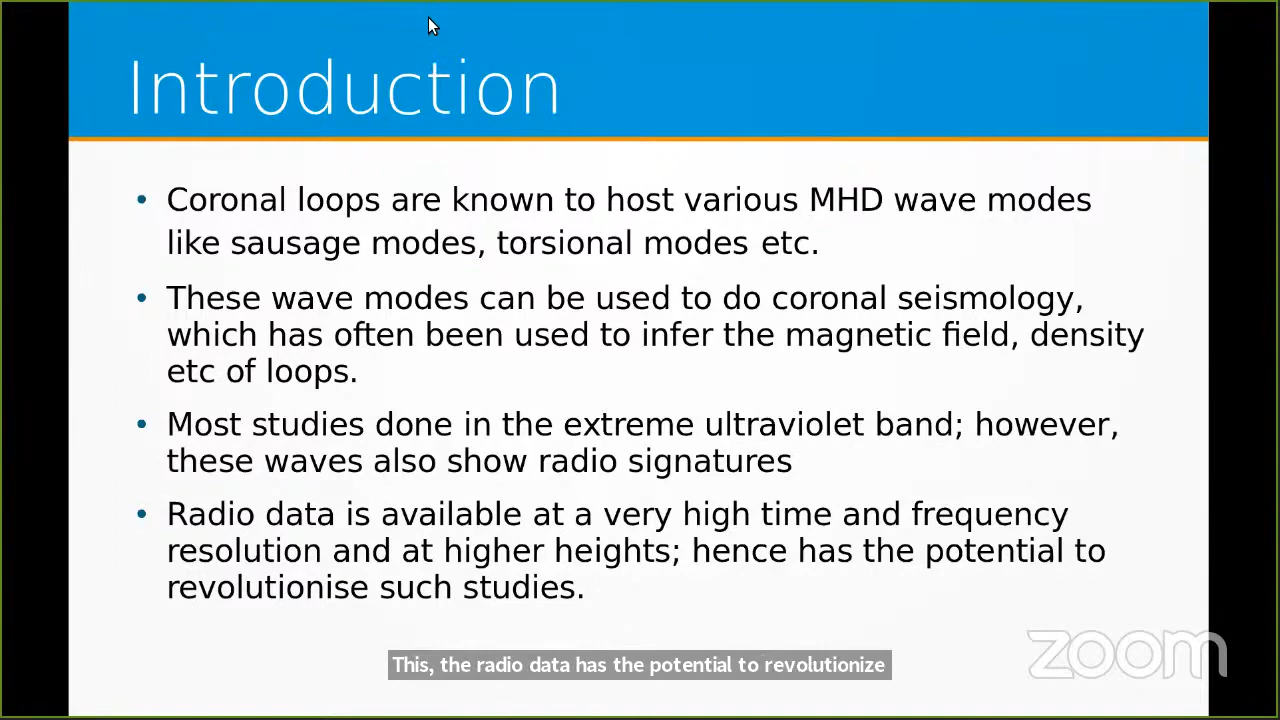 Introduction
• Coronal loops are known to host various MHD wave modes
like sausage modes, torsional modes etc.
• These wave modes can be used to do coronal seismology,
which has often been used to infer the magnetic field, density
etc of loops.
• Most studies done in the extreme ultraviolet band; however,
these waves also show radio signatures
• Radio data is available at a very high time and frequency
resolution and at higher heights; hence has the potential to
revolutionise such studies.
zoom
This, the radio data has the potential to revolutionize